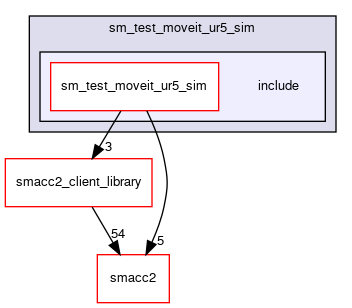 sm_test_moveit_ur5_sim
sm_test_moveit_ur5_sim include
3
smacc2_client_library
54 5
smacc2